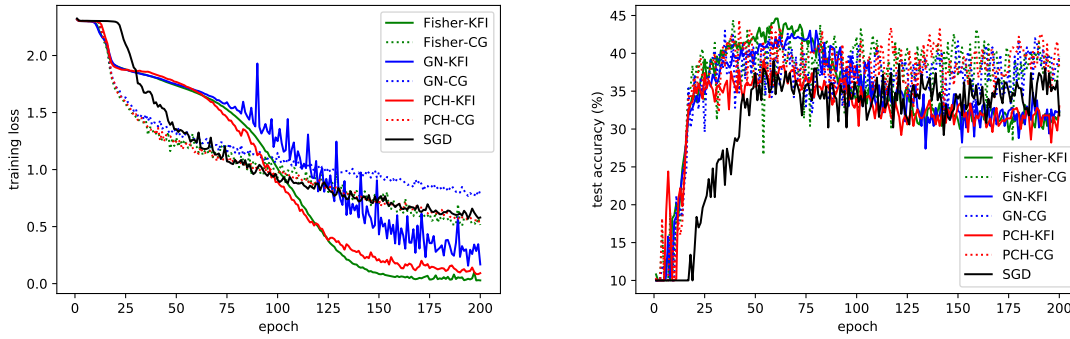 training loss
2.0
1.5
1.0
0.5
0.0
0
25
50
75
100
125
150
175
200
epoch
Fisher-KFI
Fisher-CG
GN-KFI
GN-CG
PCH-KFI
PCH-CG
SGD
test accuracy (%)
45
40
35
30
25
20
15
10
0
25
50
75
100
125
150
175
200
epoch
Fisher-KFI
Fisher-CG
GN-KFI
GN-CG
PCH-KFI
PCH-CG
SGD